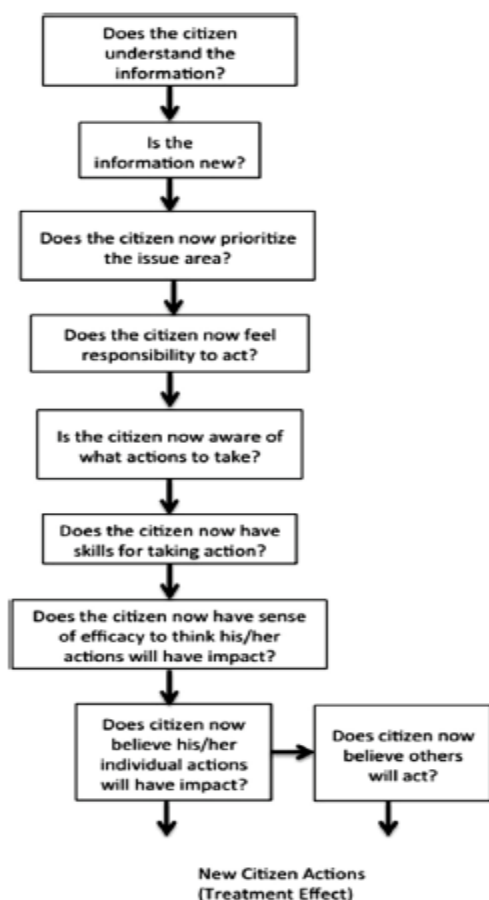 Does the citizen
understand the
information?
Is the
information new?
Does the citizen now prioritize
the issue area?
Does the citizen now feel
responsibility to act?
Is the citizen now aware of
what actions to take?
Does the citizen now have
skills for taking action?
Does the citizen now have sense
of efficacy to think his/her
actions will have impact?
Does citizen now
believe his/her
individual actions
will have impact?
Does citizen now
believe others
will act?
New Citizen Actions
(Treatment Effect)